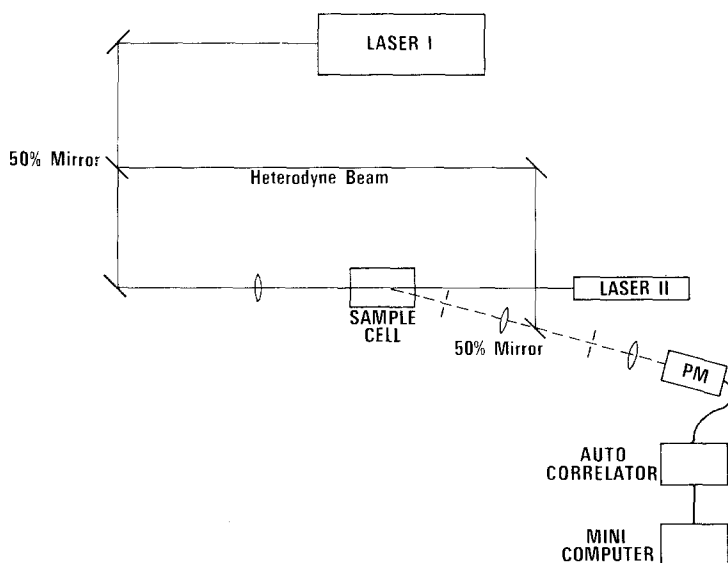 LASER I
50% Mirror
Heterodyne Beam
LASER II
SAMPLE
CELL
50% Mirror
PM
AUTO
CORRELATOR
MINI
COMPUTER